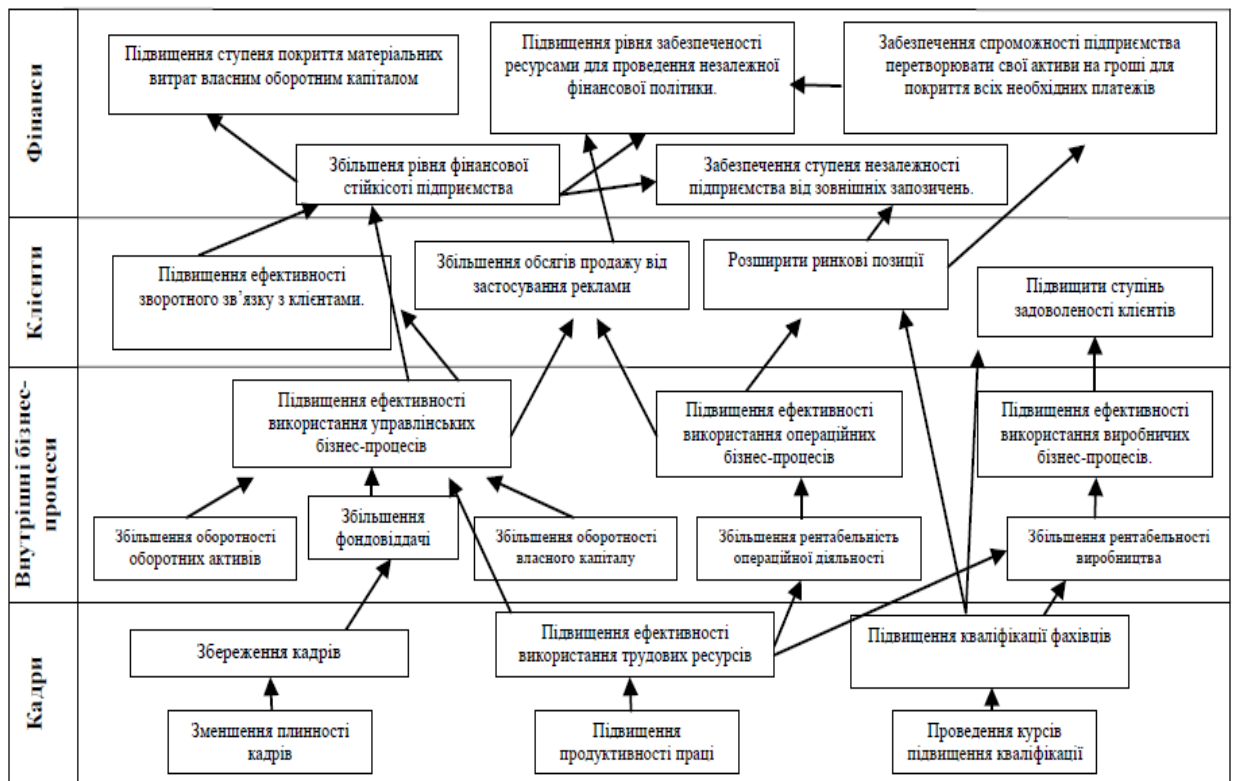 Фінанси
Підвищення ступеня покриття матеріальних
витрат власним оборотним капіталом
Підвищення рівня забезпеченості
ресурсами для проведення незалежної
фінансової політики.
Забезпечення спроможності підприємства
перетворювати свої активи на гроші для
покриття всіх необхідних платежів
Збільшеня рівня фінансової
стійкісоті підприємства
Забезпечення ступеня незалежності
підприємства від зовнішніх запозичень.
Клієнти
Підвищення ефективності
зворотного зв’язку з клієнтами.
Збільшення обсягів продажу від
застосування реклами
Розширити ринкові позиції
Підвищити ступінь
задоволеності клієнтів
Внутрішні бізнес-
процеси
Підвищення ефективності
використання управлінських
бізнес-процесів
Підвищення ефективності
використання операційних
бізнес-процесів
Підвищення ефективності
використання виробничих
бізнес-процесів.
Збільшення оборотності
оборотних активів
Збільшення
фондовіддачі
Збільшення оборотності
власного капіталу
Збільшення рентабельність
операційної діяльності
Збільшення рентабельності
виробництва
Кадри
Збереження кадрів
Підвищення ефективності
використання трудових ресурсів
Підвищення кваліфікації фахівців
Зменшення плинності
кадрів
Підвищення
продуктивності праці
Проведення курсів
підвищення кваліфікації